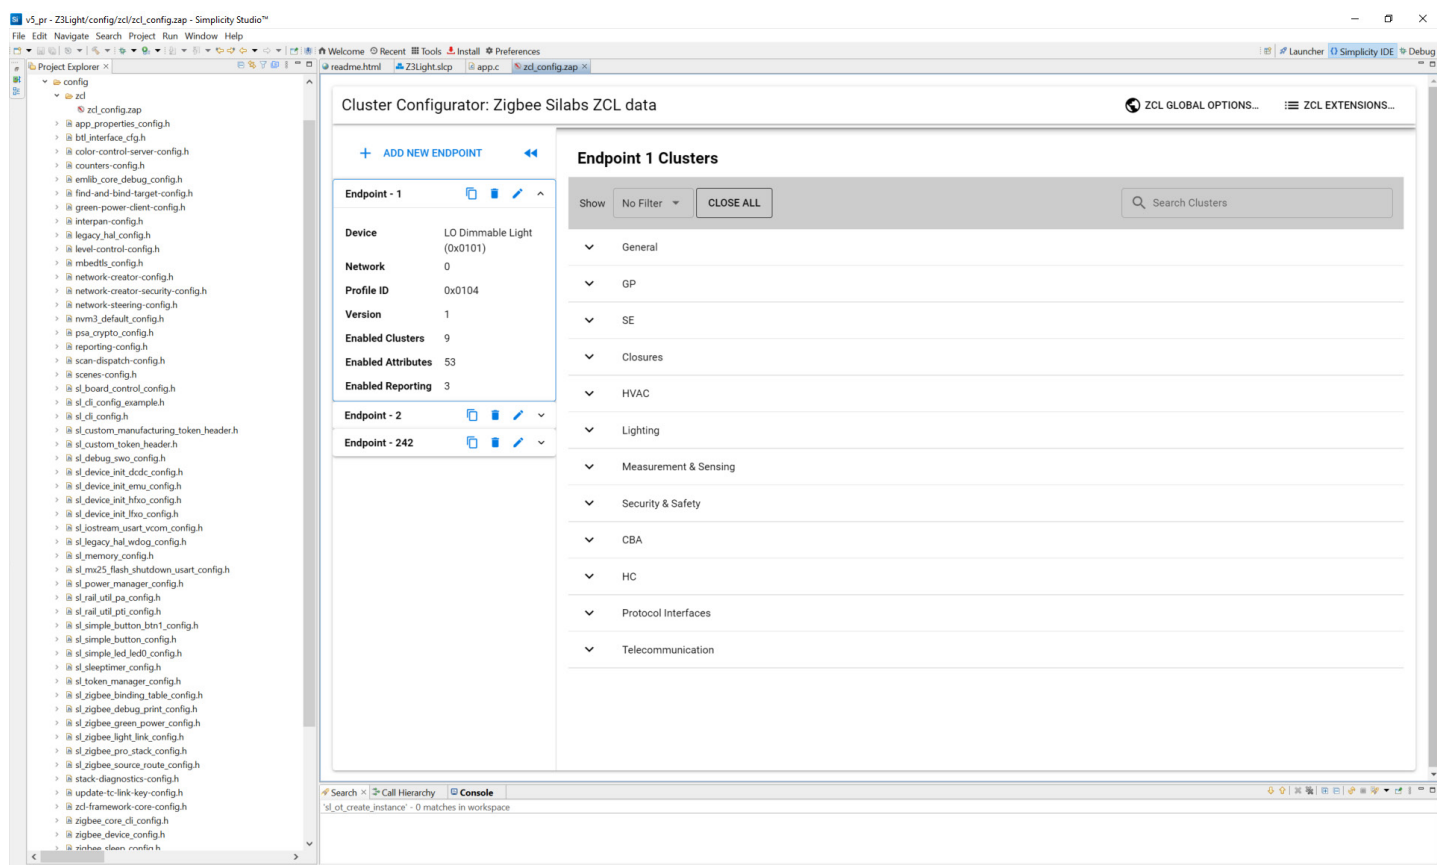 v5_pr - Z3Light/config/zcl/zcl_config.zap - Simplicity Studio™
File Edit Navigate Search Project Run Window Help
Welcome Recent Tools Install Preferences
Launcher Simplicity IDE Debug
Project Explorer
readme.html Z3Light.slcp app.c zcl_config.zap
config
zcl
zcl_config.zap
app_properties_config.h
btl_interface_cfg.h
color-control-server-config.h
counters-config.h
emlib_core_debug_config.h
find-and-bind-target-config.h
green-power-client-config.h
interpan-config.h
legacy_hal_config.h
level-control-config.h
mbedtls_config.h
network-creator-config.h
network-creator-security-config.h
network-steering-config.h
nvm3_default_config.h
psa_crypto_config.h
reporting-config.h
scan-dispatch-config.h
scenes-config.h
sl_board_control_config.h
sl_cli_config_example.h
sl_cli_config.h
sl_custom_manufacturing_token_header.h
sl_custom_token_header.h
sl_debug_swo_config.h
sl_device_init_dcdc_config.h
sl_device_init_emu_config.h
sl_device_init_hfxo_config.h
sl_device_init_lfxo_config.h
sl_iostream_usart_vcom_config.h
sl_legacy_hal_wdog_config.h
sl_memory_config.h
sl_mx25_flash_shutdown_usart_config.h
sl_power_manager_config.h
sl_rail_util_pa_config.h
sl_rail_util_pti_config.h
sl_simple_button_btn1_config.h
sl_simple_button_config.h
sl_simple_led_led0_config.h
sl_sleeptimer_config.h
sl_token_manager_config.h
sl_zigbee_binding_table_config.h
sl_zigbee_debug_print_config.h
sl_zigbee_green_power_config.h
sl_zigbee_light_link_config.h
sl_zigbee_pro_stack_config.h
sl_zigbee_source_route_config.h
stack-diagnostics-config.h
update-tc-link-key-config.h
zcl-framework-core-config.h
zigbee_core_cli_config.h
zigbee_device_config.h
zigbee_sleep_config.h
Cluster Configurator: Zigbee Silabs ZCL data
ZCL GLOBAL OPTIONS...
ZCL EXTENSIONS...
ADD NEW ENDPOINT
Endpoint - 1
Device LO Dimmable Light
(0x0101)
Network 0
Profile ID 0x0104
Version 1
Enabled Clusters 9
Enabled Attributes 53
Enabled Reporting 3
Endpoint - 2
Endpoint - 242
Endpoint 1 Clusters
Show No Filter CLOSE ALL
Search Clusters
General
GP
SE
Closures
HVAC
Lighting
Measurement & Sensing
Security & Safety
CBA
HC
Protocol Interfaces
Telecommunication
Search Call Hierarchy Console
'sl_ot_create_instance' - 0 matches in workspace